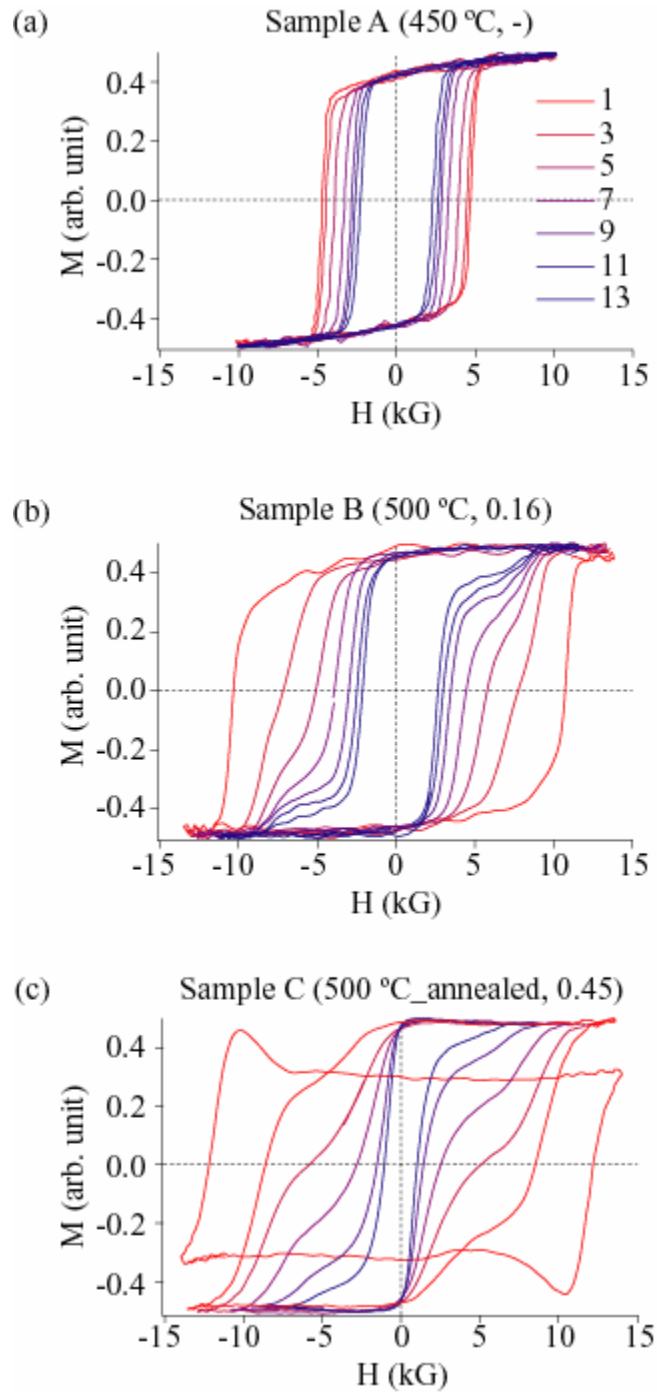 (a) Sample A (450 ºC, -)
0.4
0.2
0.0
-0.2
-0.4
M (arb. unit)
1
3
5
7
9
11
13
-15 -10 -5 0 5 10 15
H (kG)
(b) Sample B (500 ºC, 0.16)
0.4
0.2
0.0
-0.2
-0.4
M (arb. unit)
-15 -10 -5 0 5 10 15
H (kG)
(c) Sample C (500 ºC_annealed, 0.45)
0.4
0.2
0.0
-0.2
-0.4
M (arb. unit)
-15 -10 -5 0 5 10 15
H (kG)